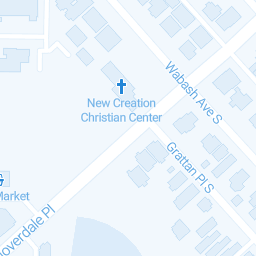 Wabash Ave S
New Creation
Christian Center
Grattan Pl S
Market
overdale Pl